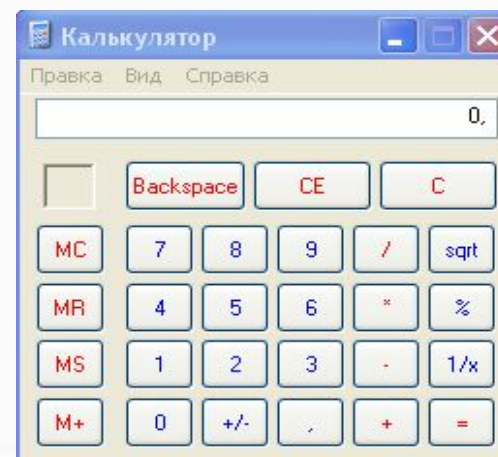 Калькулятор
Правка Вид Справка
0,
Backspace CE C
MC 7 8 9 / sqrt
MR 4 5 6 * %
MS 1 2 3 - 1/x
M+ 0 +/- , + =